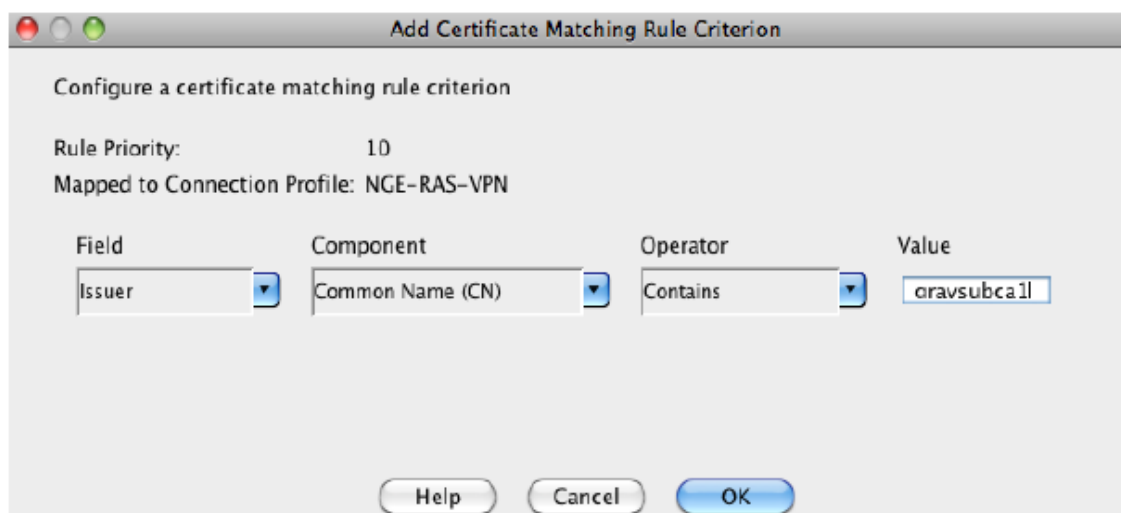 Add Certificate Matching Rule Criterion
Configure a certificate matching rule criterion
Rule Priority: 10
Mapped to Connection Profile: NGE-RAS-VPN
Field Component Operator Value
Issuer Common Name (CN) Contains gravsubca1
Help Cancel OK